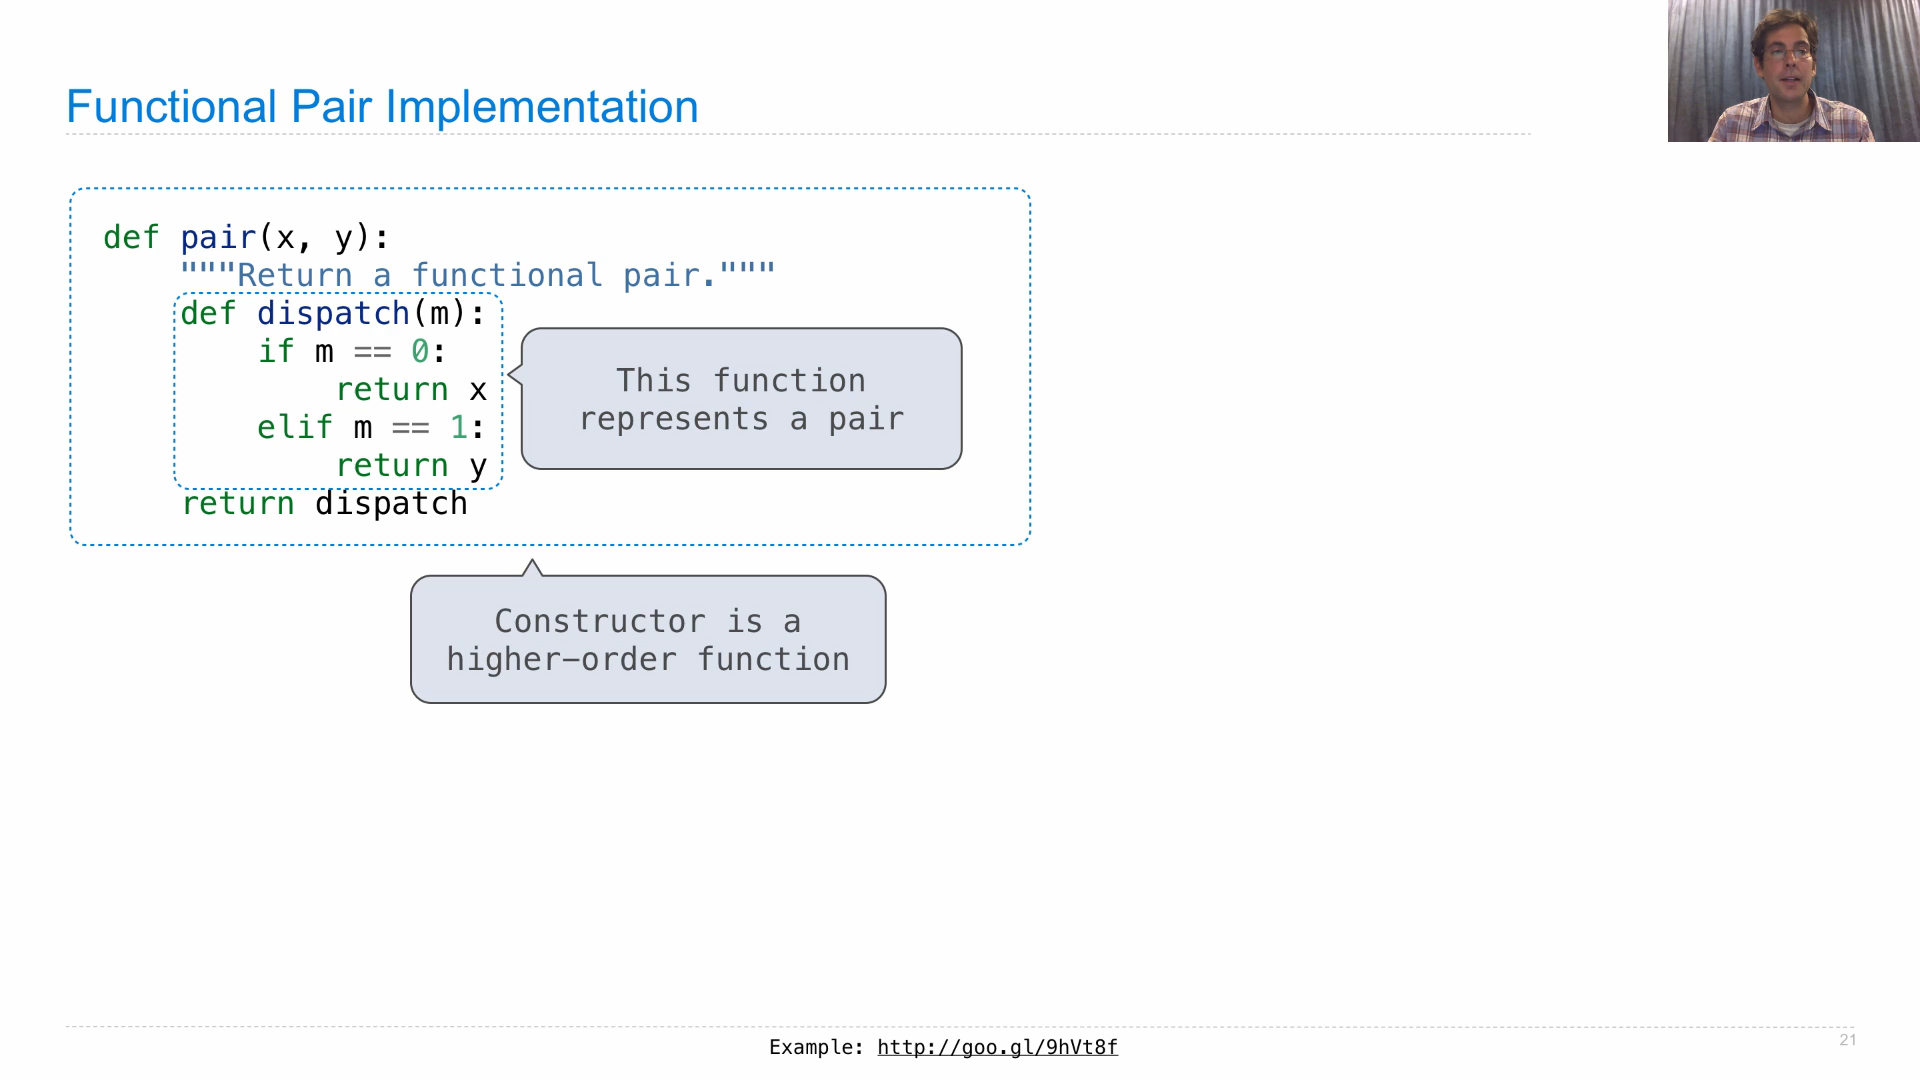 Functional Pair Implementation
def pair(x, y):
    """Return a functional pair."""
    def dispatch(m):
        if m == 0:
            return x
        elif m == 1:
            return y
    return dispatch
This function
represents a pair
Constructor is a
higher-order function
Example: http://goo.gl/9hVt8f
21